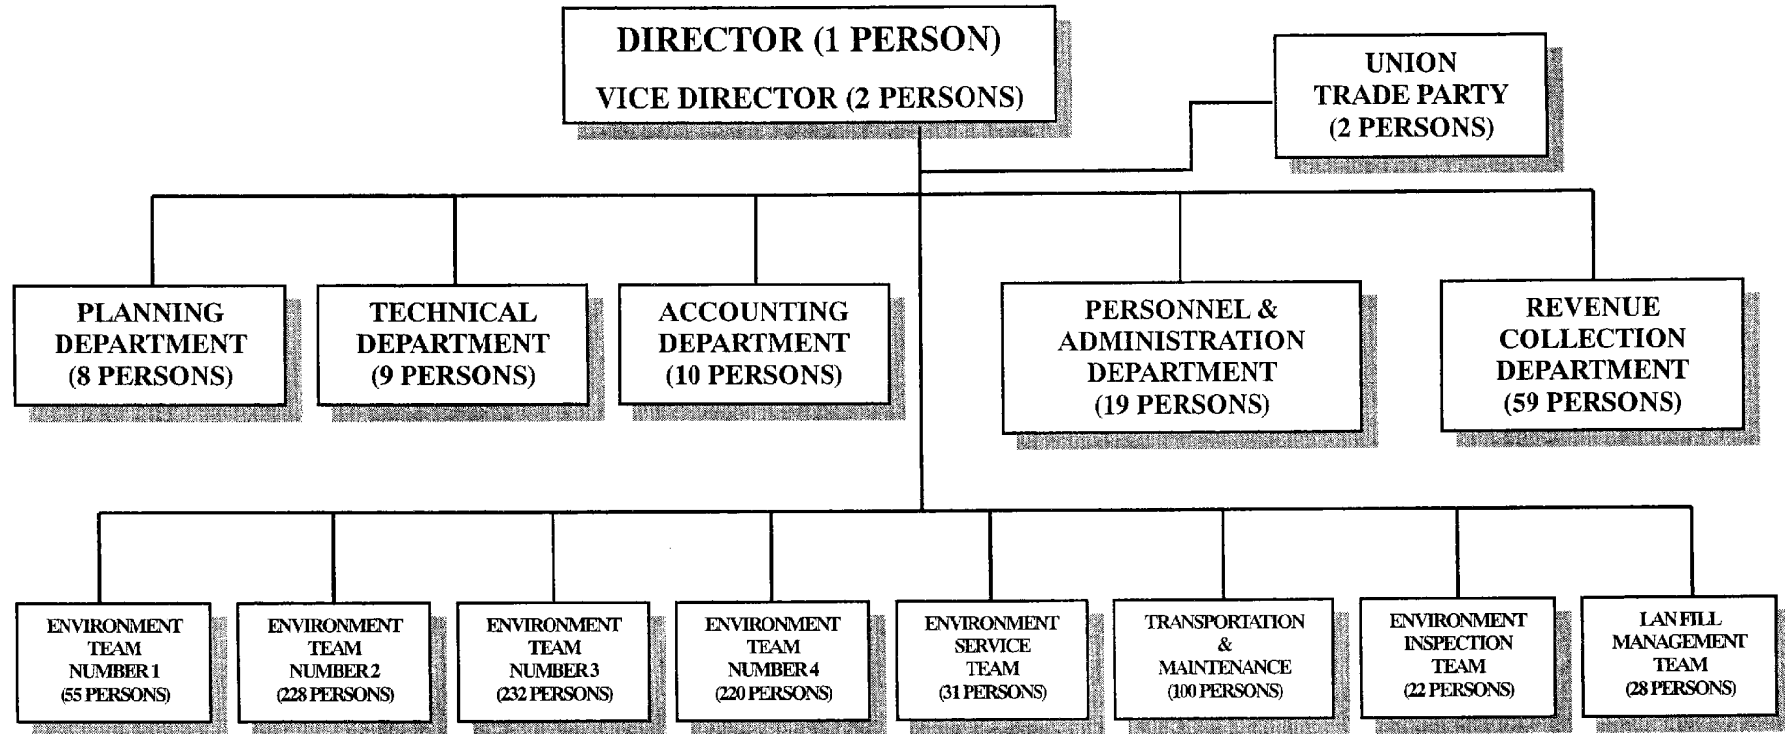 DIRECTOR (1 PERSON)
VICE DIRECTOR (2 PERSONS)
UNION
TRADE PARTY
(2 PERSONS)
PLANNING
DEPARTMENT
(8 PERSONS)
TECHNICAL
DEPARTMENT
(9 PERSONS)
ACCOUNTING
DEPARTMENT
(10 PERSONS)
PERSONNEL &
ADMINISTRATION
DEPARTMENT
(19 PERSONS)
REVENUE
COLLECTION
DEPARTMENT
(59 PERSONS)
ENVIRONMENT
TEAM
NUMBER 1
(55 PERSONS)
ENVIRONMENT
TEAM
NUMBER 2
(228 PERSONS)
ENVIRONMENT
TEAM
NUMBER 3
(232 PERSONS)
ENVIRONMENT
TEAM
NUMBER 4
(220 PERSONS)
ENVIRONMENT
SERVICE
TEAM
(31 PERSONS)
TRANSPORTATION
&
MAINTENANCE
(100 PERSONS)
ENVIRONMENT
INSPECTION
TEAM
(22 PERSONS)
LAN FILL
MANAGEMENT
TEAM
(28 PERSONS)